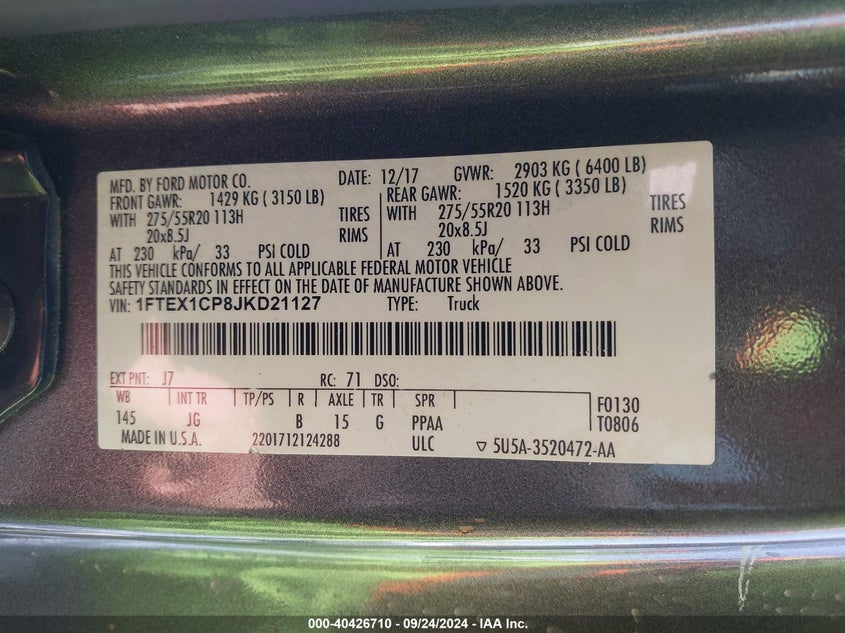 MFD. BY FORD MOTOR CO. DATE: 12/17 GVWR: 2903 KG ( 6400 LB)
FRONT GAWR: 1429 KG ( 3150 LB) REAR GAWR: 1520 KG ( 3350 LB)
WITH 275/55R20 113H TIRES WITH 275/55R20 113H TIRES
20x8.5J RIMS 20x8.5J RIMS
AT 230 kPa/ 33 PSI COLD AT 230 kPa/ 33 PSI COLD
THIS VEHICLE CONFORMS TO ALL APPLICABLE FEDERAL MOTOR VEHICLE
SAFETY STANDARDS IN EFFECT ON THE DATE OF MANUFACTURE SHOWN ABOVE.
VIN: 1FTEX1CP8JKD21127 TYPE: Truck
EXT PNT: J7 RC: 71 DSO:
WB INT TR TP/PS R AXLE TR SPR
145 JG B 15 G PPAA
F0130
T0806
MADE IN U.S.A. 2201712124288 ULC ▽ 5U5A-3520472-AA
000-40426710 - 09/24/2024 - IAA Inc.